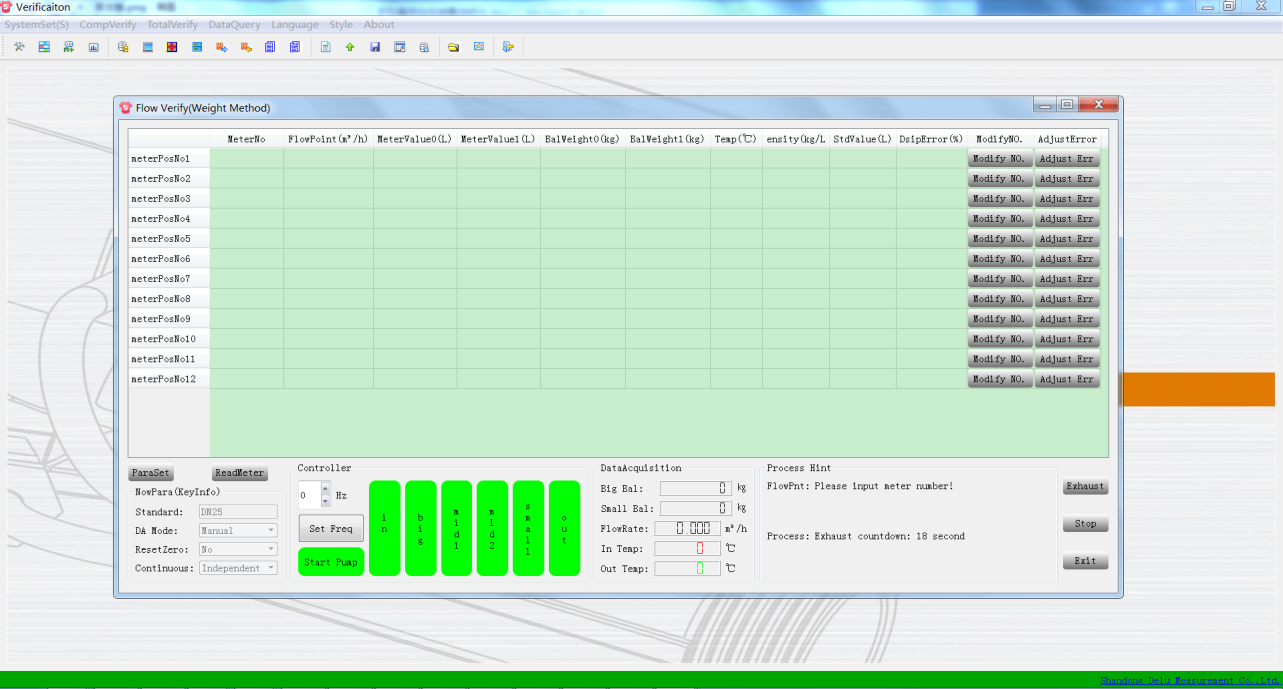 Verificaiton
SystemSet(S) CompVerify TotalVerify DataQuery Language Style About
Flow Verify(Weight Method)
MeterNo FlowPoint(m³/h) MeterValue0(L) MeterValue1(L) BalWeight0(kg) BalWeight1(kg) Temp(℃) ensity(kg/L StdValue(L) DsipError(%) ModifyNO. AdjustError
meterPosNo1 Modify NO. Adjust Err
meterPosNo2 Modify NO. Adjust Err
meterPosNo3 Modify NO. Adjust Err
meterPosNo4 Modify NO. Adjust Err
meterPosNo5 Modify NO. Adjust Err
meterPosNo6 Modify NO. Adjust Err
meterPosNo7 Modify NO. Adjust Err
meterPosNo8 Modify NO. Adjust Err
meterPosNo9 Modify NO. Adjust Err
meterPosNo10 Modify NO. Adjust Err
meterPosNo11 Modify NO. Adjust Err
meterPosNo12 Modify NO. Adjust Err
ParaSet ReadMeter
NowPara(KeyInfo)
Standard: DN25
DA Mode: Manual
ResetZero: No
Continuous: Independent
Controller
0 Hz
Set Freq
Start Pump
in
big
mid1
mid2
small
out
DataAcquisition
Big Bal: 0 kg
Small Bal: 0 kg
FlowRate: 0.000 m³/h
In Temp: 0 ℃
Out Temp: 0 ℃
Process Hint
FlowPnt: Please input meter number!
Process: Exhaust countdown: 18 second
Exhaust
Stop
Exit
Shandong Delu Measurement Co.,Ltd.